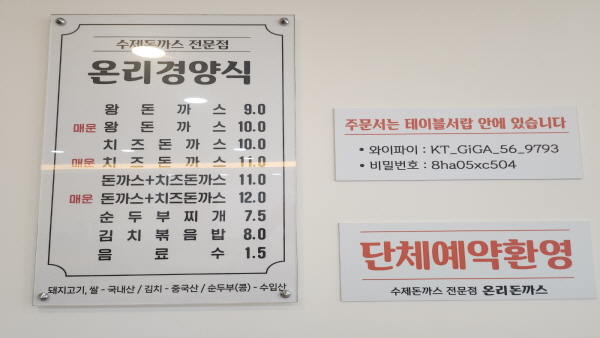 수제돈까스 전문점
온리경양식
왕돈까스 9.0
매운 왕돈까스 10.0
치즈돈까스 10.0
매운 치즈돈까스 11.0
돈까스+치즈돈까스 11.0
매운 돈까스+치즈돈까스 12.0
순두부찌개 7.5
김치볶음밥 8.0
음료수 1.5
돼지고기, 쌀 - 국내산 / 김치 - 중국산 / 순두부(콩) - 수입산
주문서는 테이블서랍 안에 있습니다
• 와이파이 : KT_GiGA_56_9793
• 비밀번호 : 8ha05xc504
단체예약환영
수제돈까스 전문점 온리돈까스